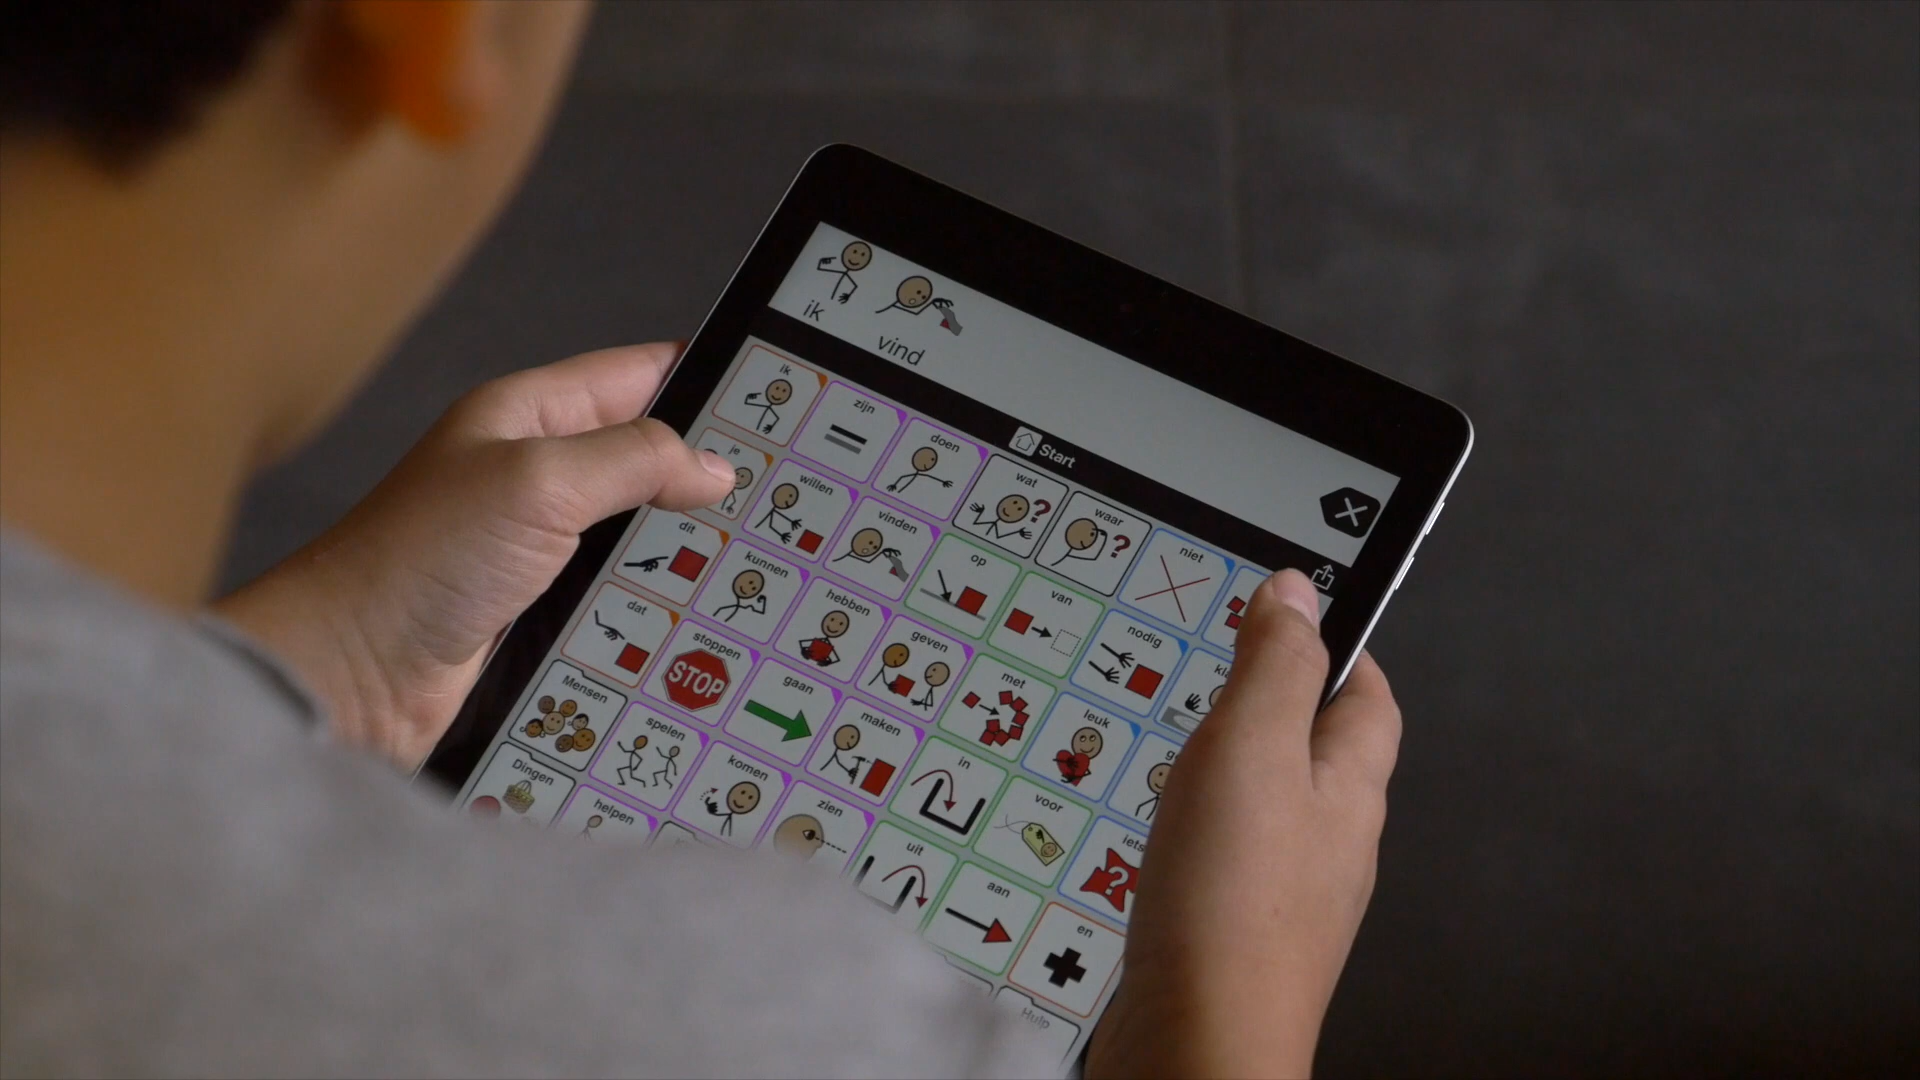 ik
vind
Start
ik
zijn
doen
wat
?
waar
?
niet
je
willen
vinden
op
van
nodig
dit
kunnen
hebben
geven
met
leuk
dat
stoppen
STOP
gaan
maken
in
voor
iets
?
Mensen
spelen
komen
zien
uit
aan
en
Dingen
helpen
Hulp